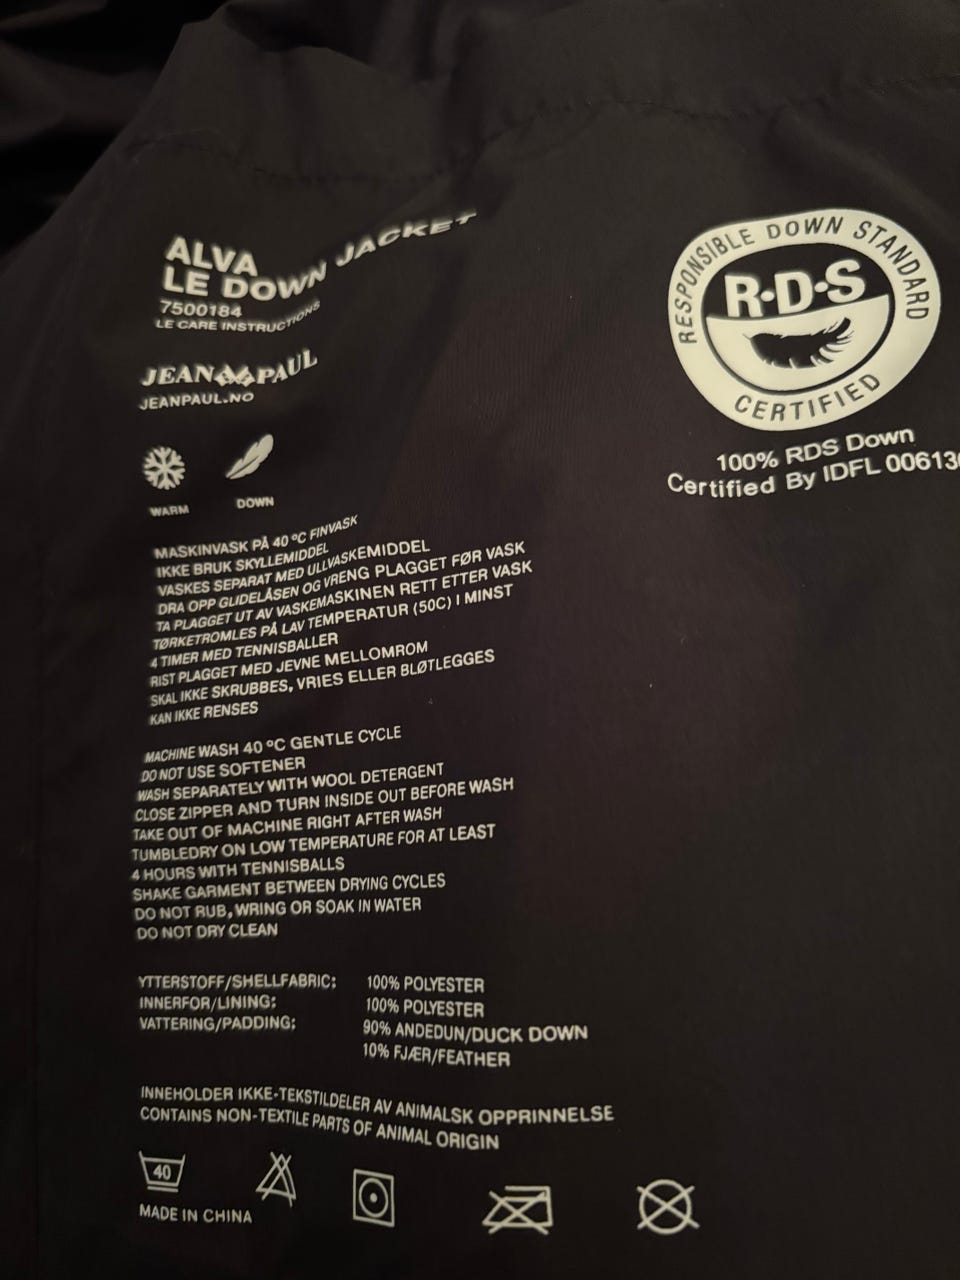 ALVA
LE DOWN JACKET
7500184
LE CARE INSTRUCTIONS
JEAN PAUL
JEANPAUL.NO
WARM
DOWN
RESPONSIBLE DOWN STANDARD
R·D·S
CERTIFIED
100% RDS Down
Certified By IDFL 00613
MASKINVASK PÅ 40 ºC FINVASK
IKKE BRUK SKYLLEMIDDEL
VASKES SEPARAT MED ULLVASKEMIDDEL
DRA OPP GLIDELÅSEN OG VRENG PLAGGET FØR VASK
TA PLAGGET UT AV VASKEMASKINEN RETT ETTER VASK
TØRKETROMLES PÅ LAV TEMPERATUR (50C) I MINST
4 TIMER MED TENNISBALLER
RIST PLAGGET MED JEVNE MELLOMROM
SKAL IKKE SKRUBBES, VRIES ELLER BLØTLEGGES
KAN IKKE RENSES
MACHINE WASH 40 ºC GENTLE CYCLE
DO NOT USE SOFTENER
WASH SEPARATELY WITH WOOL DETERGENT
CLOSE ZIPPER AND TURN INSIDE OUT BEFORE WASH
TAKE OUT OF MACHINE RIGHT AFTER WASH
TUMBLEDRY ON LOW TEMPERATURE FOR AT LEAST
4 HOURS WITH TENNISBALLS
SHAKE GARMENT BETWEEN DRYING CYCLES
DO NOT RUB, WRING OR SOAK IN WATER
DO NOT DRY CLEAN
YTTERSTOFF/SHELLFABRIC: 100% POLYESTER
INNERFOR/LINING: 100% POLYESTER
VATTERING/PADDING: 90% ANDEDUN/DUCK DOWN
10% FJÆR/FEATHER
INNEHOLDER IKKE-TEKSTILDELER AV ANIMALSK OPPRINNELSE
CONTAINS NON-TEXTILE PARTS OF ANIMAL ORIGIN
40
MADE IN CHINA